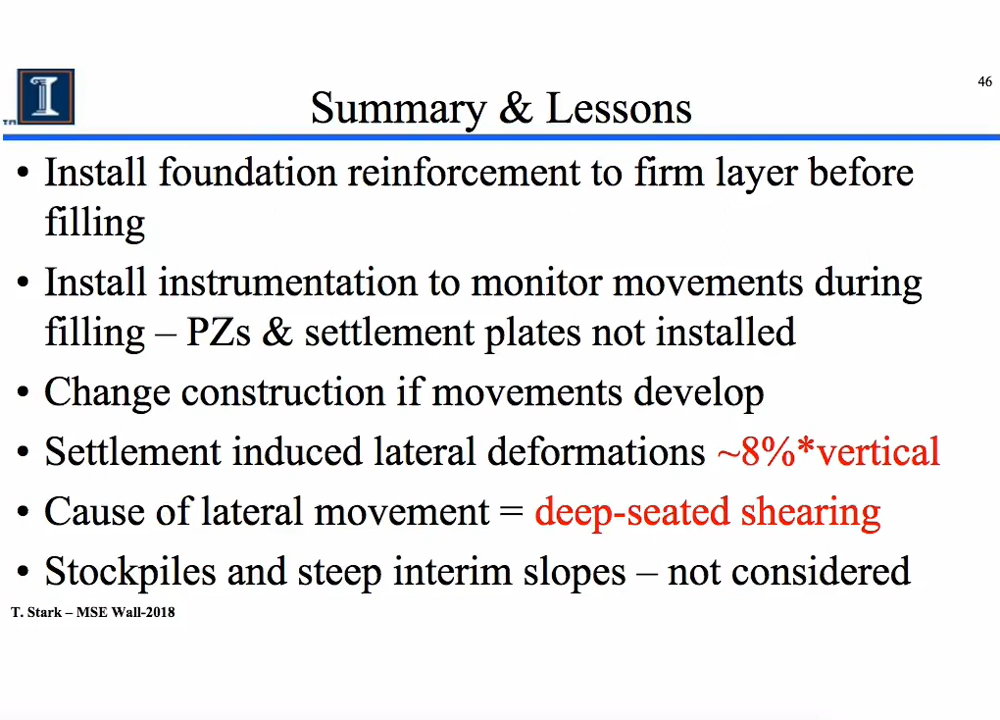 46
Summary & Lessons
• Install foundation reinforcement to firm layer before
filling
• Install instrumentation to monitor movements during
filling – PZs & settlement plates not installed
• Change construction if movements develop
• Settlement induced lateral deformations ~8%*vertical
• Cause of lateral movement = deep-seated shearing
• Stockpiles and steep interim slopes – not considered
T. Stark – MSE Wall-2018
I
TM